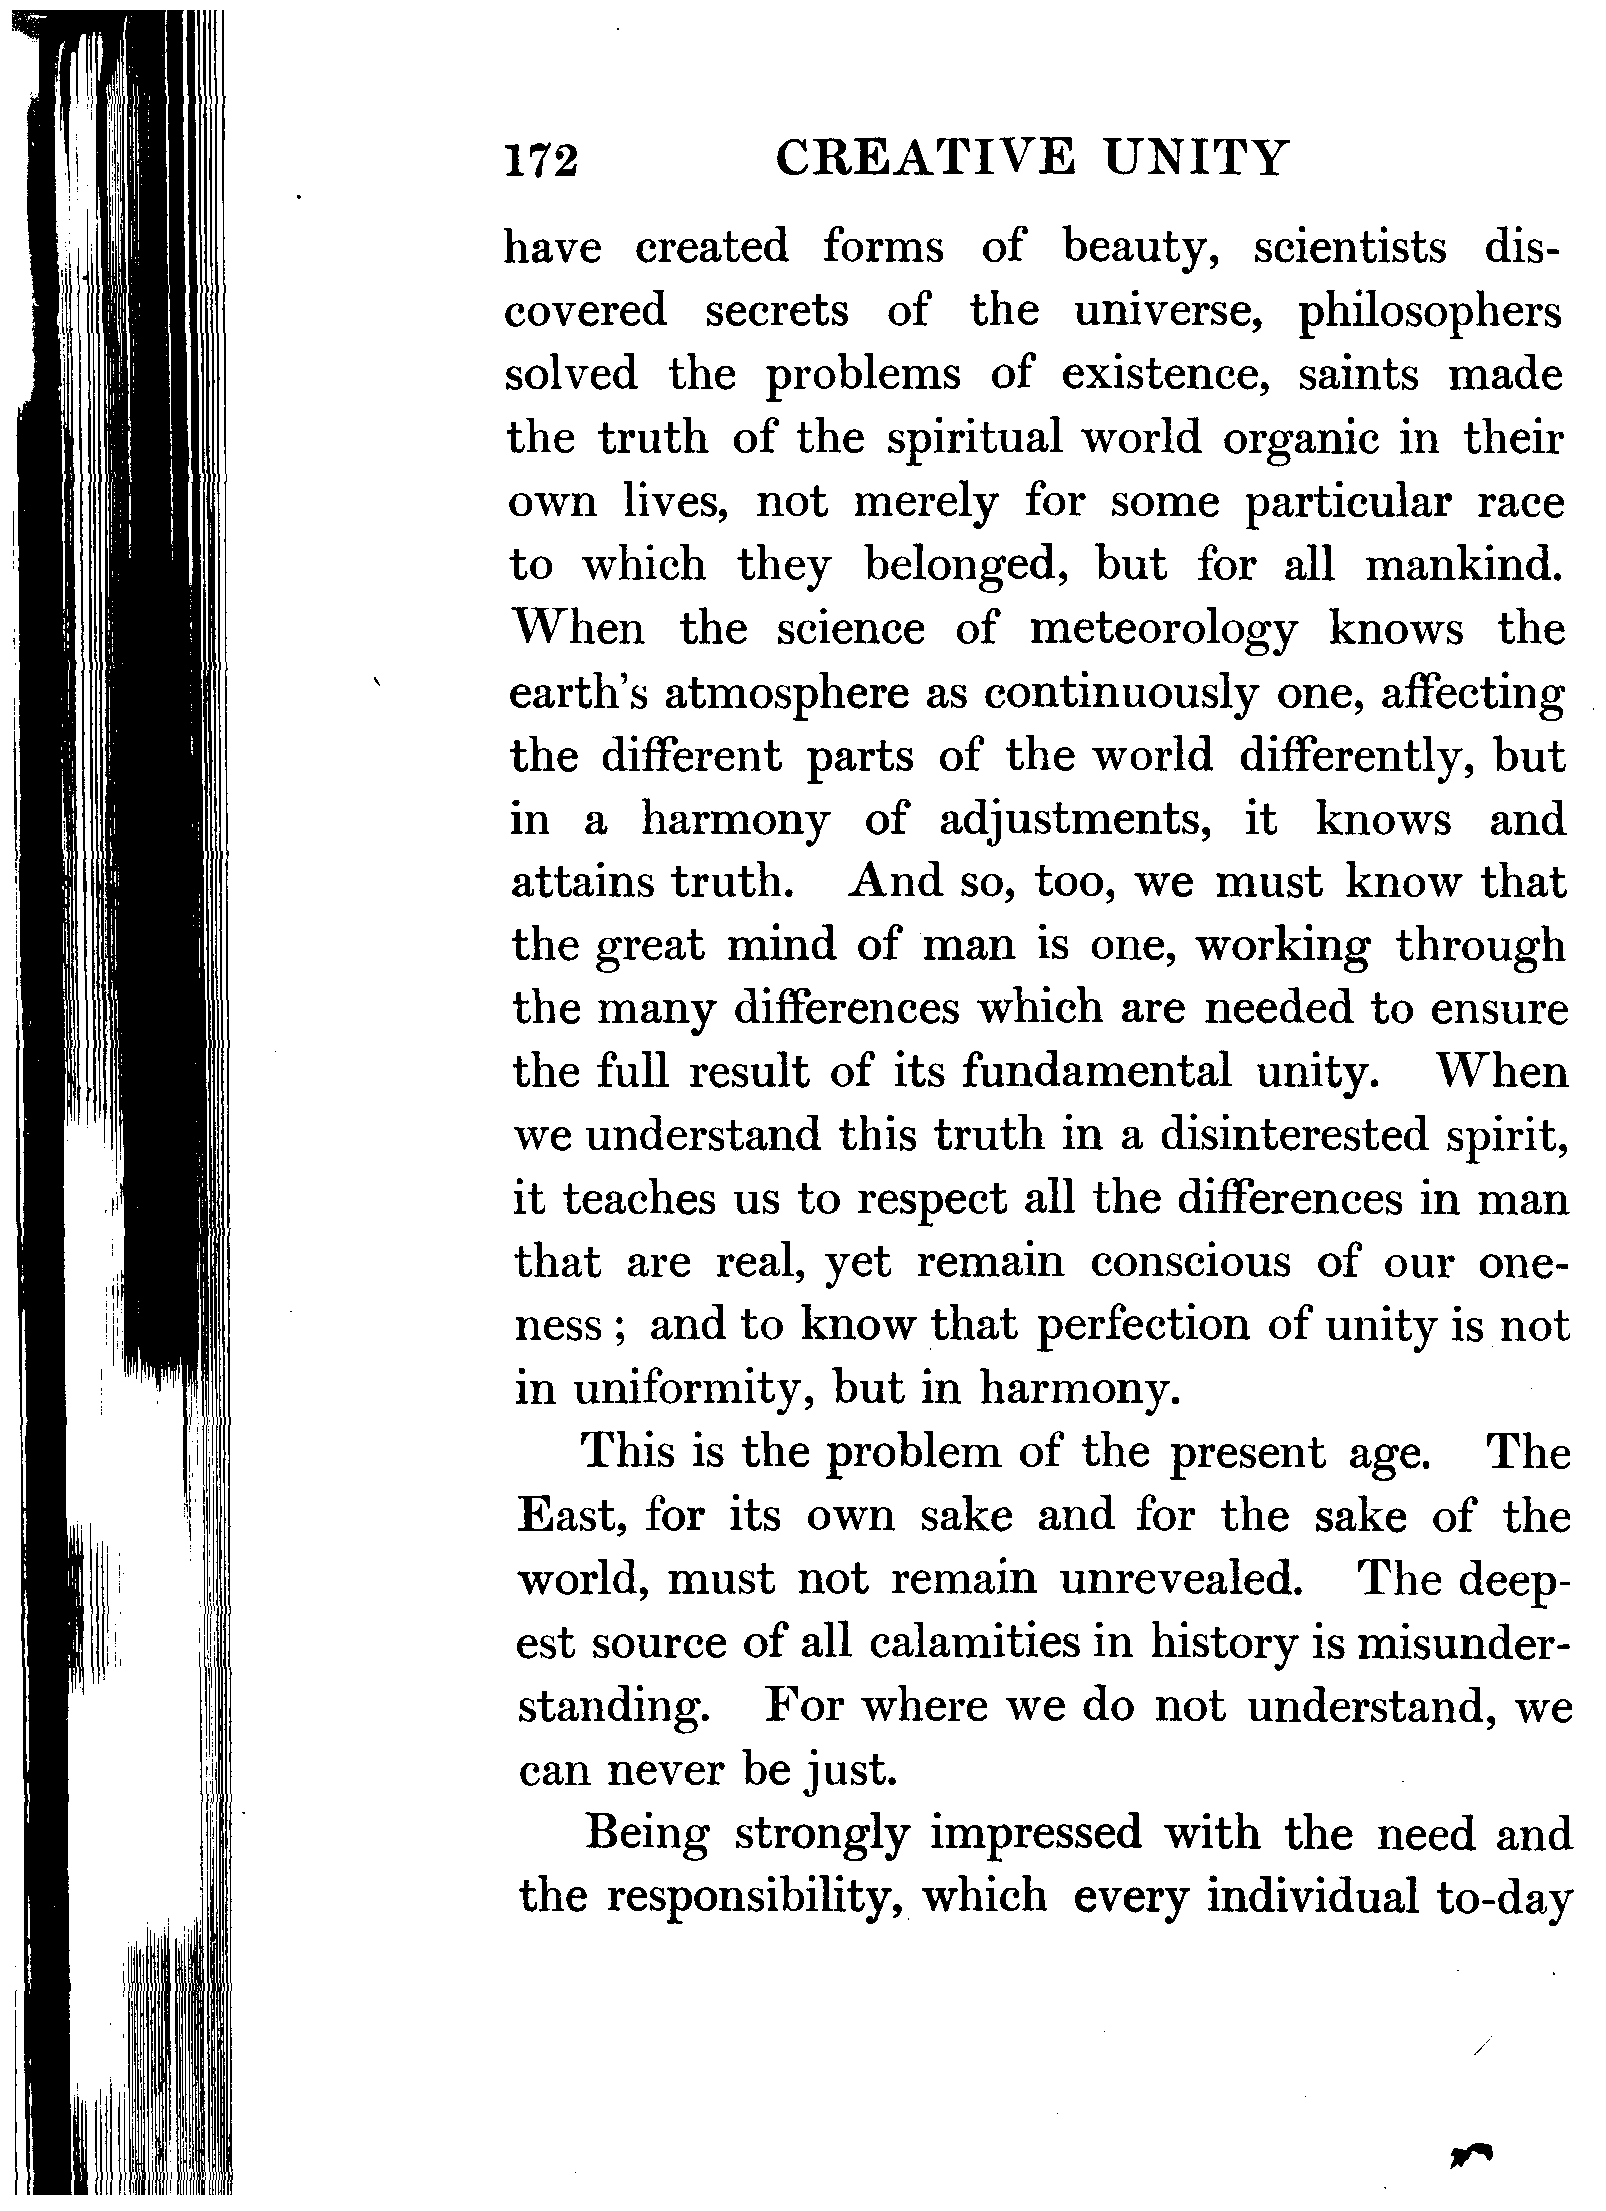 172 CREATIVE UNITY
have created forms of beauty, scientists dis-
covered secrets of the universe, philosophers
solved the problems of existence, saints made
the truth of the spiritual world organic in their
own lives, not merely for some particular race
to which they belonged, but for all mankind.
When the science of meteorology knows the
earth's atmosphere as continuously one, affecting
the different parts of the world differently, but
in a harmony of adjustments, it knows and
attains truth. And so, too, we must know that
the great mind of man is one, working through
the many differences which are needed to ensure
the full result of its fundamental unity. When
we understand this truth in a disinterested spirit,
it teaches us to respect all the differences in man
that are real, yet remain conscious of our one-
ness ; and to know that perfection of unity is not
in uniformity, but in harmony.
This is the problem of the present age. The
East, for its own sake and for the sake of the
world, must not remain unrevealed. The deep-
est source of all calamities in history is misunder-
standing. For where we do not understand, we
can never be just.
Being strongly impressed with the need and
the responsibility, which every individual to-day